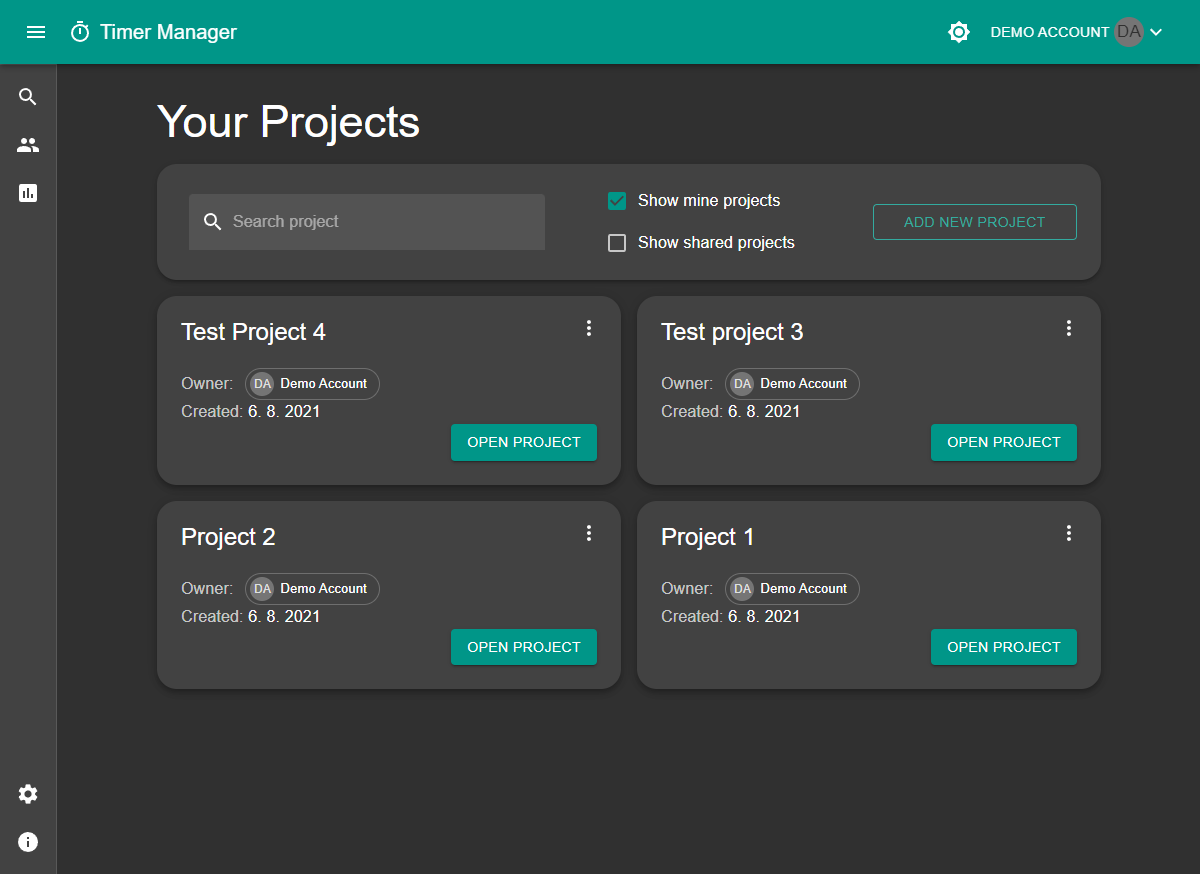 Timer Manager
DEMO ACCOUNT DA
Your Projects
Search project
Show mine projects
Show shared projects
ADD NEW PROJECT
Test Project 4
Owner: DA Demo Account
Created: 6. 8. 2021
OPEN PROJECT
Test project 3
Owner: DA Demo Account
Created: 6. 8. 2021
OPEN PROJECT
Project 2
Owner: DA Demo Account
Created: 6. 8. 2021
OPEN PROJECT
Project 1
Owner: DA Demo Account
Created: 6. 8. 2021
OPEN PROJECT